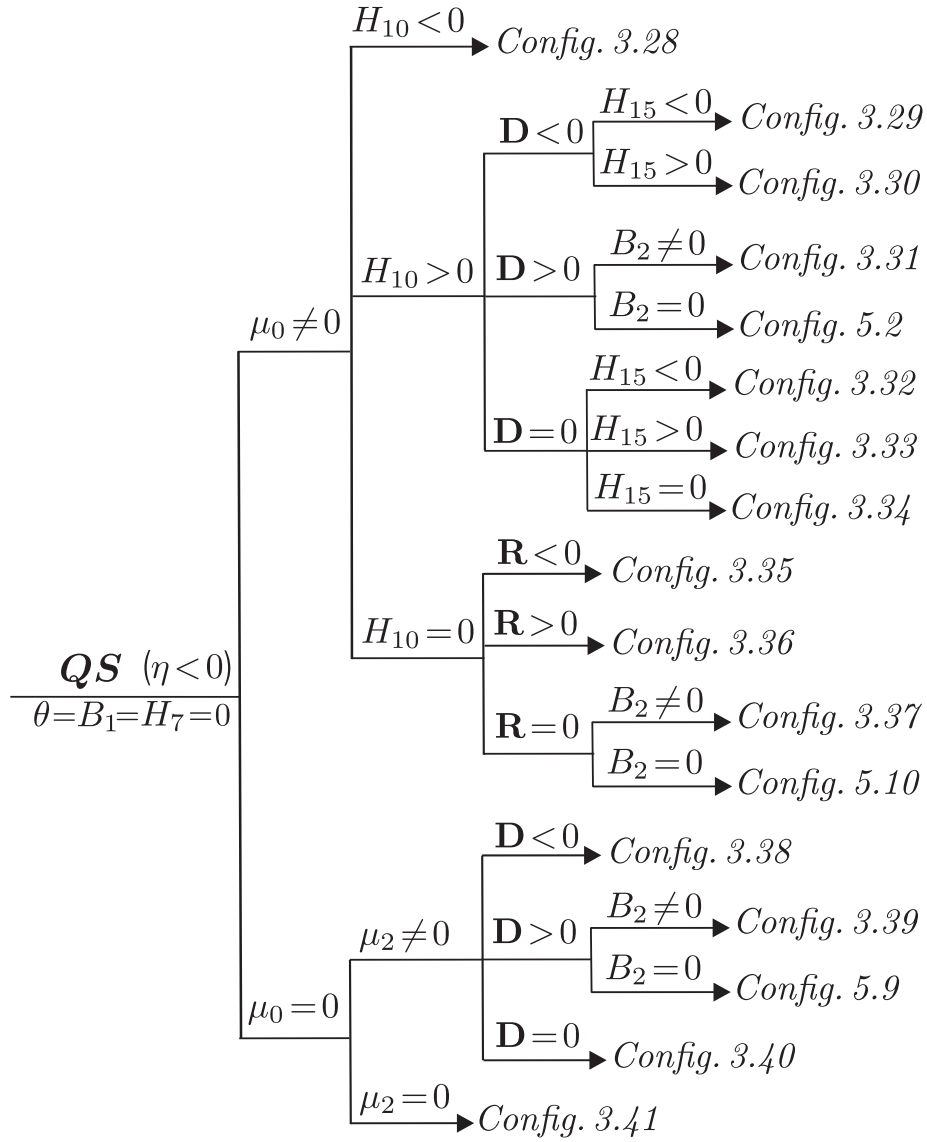 H₁₀ < 0 Config. 3.28
H₁₅ < 0 Config. 3.29
D < 0
H₁₅ > 0 Config. 3.30
B₂ ≠ 0 Config. 3.31
H₁₀ > 0 D > 0
B₂ = 0 Config. 5.2
μ₀ ≠ 0
H₁₅ < 0 Config. 3.32
D = 0 H₁₅ > 0 Config. 3.33
H₁₅ = 0 Config. 3.34
R < 0 Config. 3.35
H₁₀ = 0 R > 0 Config. 3.36
QS (η < 0)
θ=B₁=H₇=0
B₂ ≠ 0 Config. 3.37
R = 0
B₂ = 0 Config. 5.10
D < 0 Config. 3.38
B₂ ≠ 0 Config. 3.39
μ₂ ≠ 0 D > 0
B₂ = 0 Config. 5.9
μ₀ = 0
D = 0 Config. 3.40
μ₂ = 0 Config. 3.41